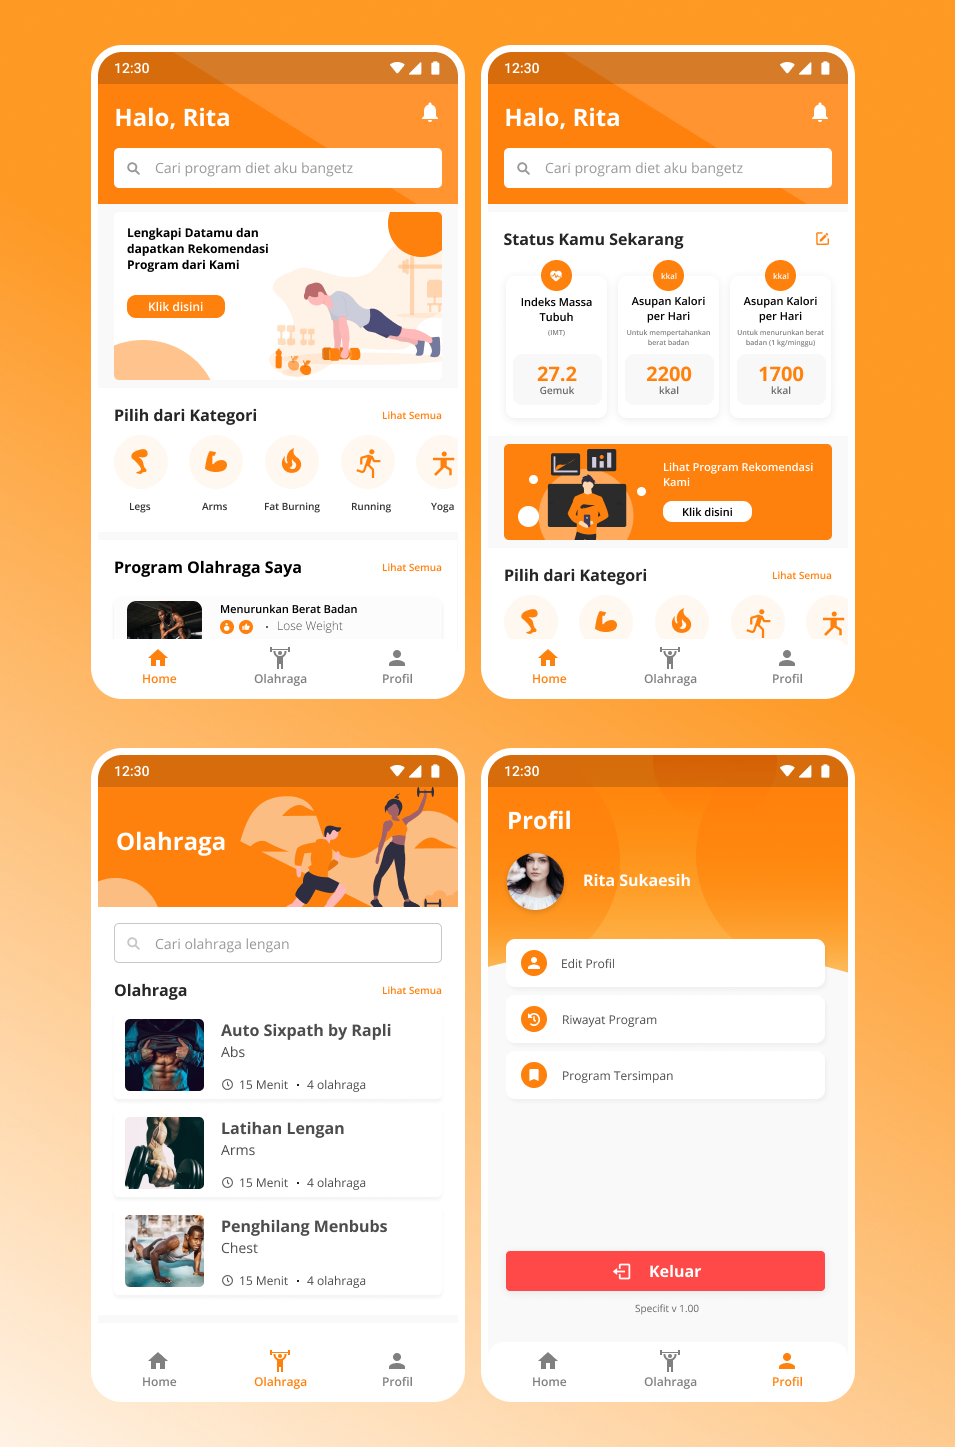 12:30
Halo, Rita
Cari program diet aku bangetz
Lengkapi Datamu dan
dapatkan Rekomendasi
Program dari Kami
Klik disini
Pilih dari Kategori
Lihat Semua
Legs
Arms
Fat Burning
Running
Yoga
Program Olahraga Saya
Lihat Semua
Menurunkan Berat Badan
• Lose Weight
Home
Olahraga
Profil
12:30
Halo, Rita
Cari program diet aku bangetz
Status Kamu Sekarang
Indeks Massa
Tubuh
(IMT)
27.2
Gemuk
kkal
Asupan Kalori
per Hari
Untuk mempertahankan
berat badan
2200
kkal
kkal
Asupan Kalori
per Hari
Untuk menurunkan berat
badan (1 kg/minggu)
1700
kkal
Lihat Program Rekomendasi
Kami
Klik disini
Pilih dari Kategori
Lihat Semua
Home
Olahraga
Profil
12:30
Olahraga
Cari olahraga lengan
Olahraga
Lihat Semua
Auto Sixpath by Rapli
Abs
15 Menit • 4 olahraga
Latihan Lengan
Arms
15 Menit • 4 olahraga
Penghilang Menbubs
Chest
15 Menit • 4 olahraga
Home
Olahraga
Profil
12:30
Profil
Rita Sukaesih
Edit Profil
Riwayat Program
Program Tersimpan
Keluar
Specifit v 1.00
Home
Olahraga
Profil